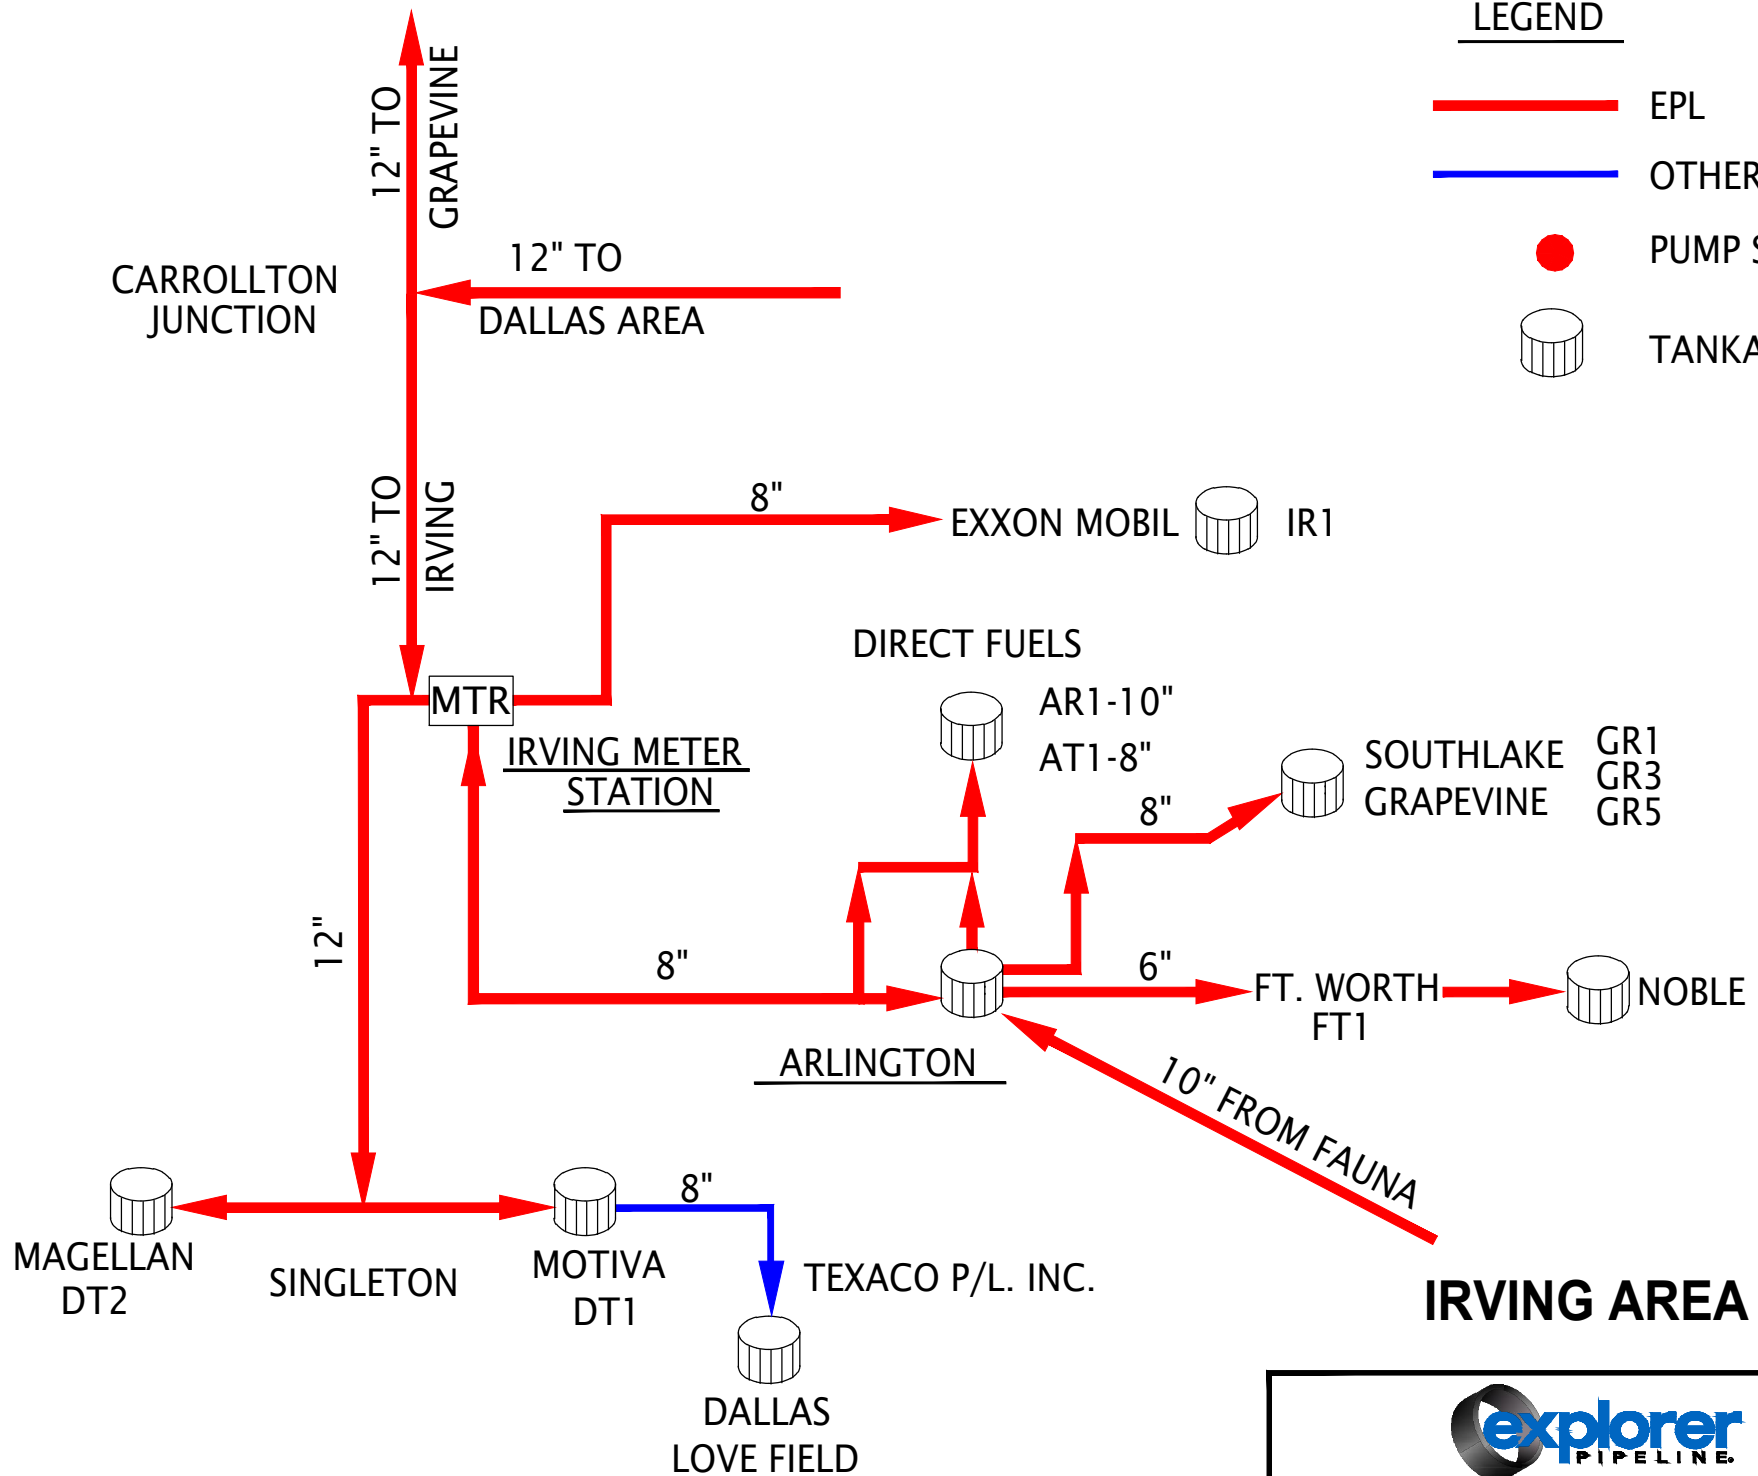 LEGEND
EPL
OTHER
PUMP S
TANKA
12" TO
GRAPEVINE
CARROLLTON
JUNCTION
12" TO
DALLAS AREA
12" TO
IRVING
8"
EXXON MOBIL
IR1
DIRECT FUELS
AR1-10"
AT1-8"
MTR
IRVING METER
STATION
SOUTHLAKE
GRAPEVINE
GR1
GR3
GR5
8"
12"
8"
6"
FT. WORTH
FT1
NOBLE
ARLINGTON
10" FROM FAUNA
MAGELLAN
DT2
SINGLETON
MOTIVA
DT1
8"
TEXACO P/L. INC.
DALLAS
LOVE FIELD
IRVING AREA
explorer
PIPELINE.